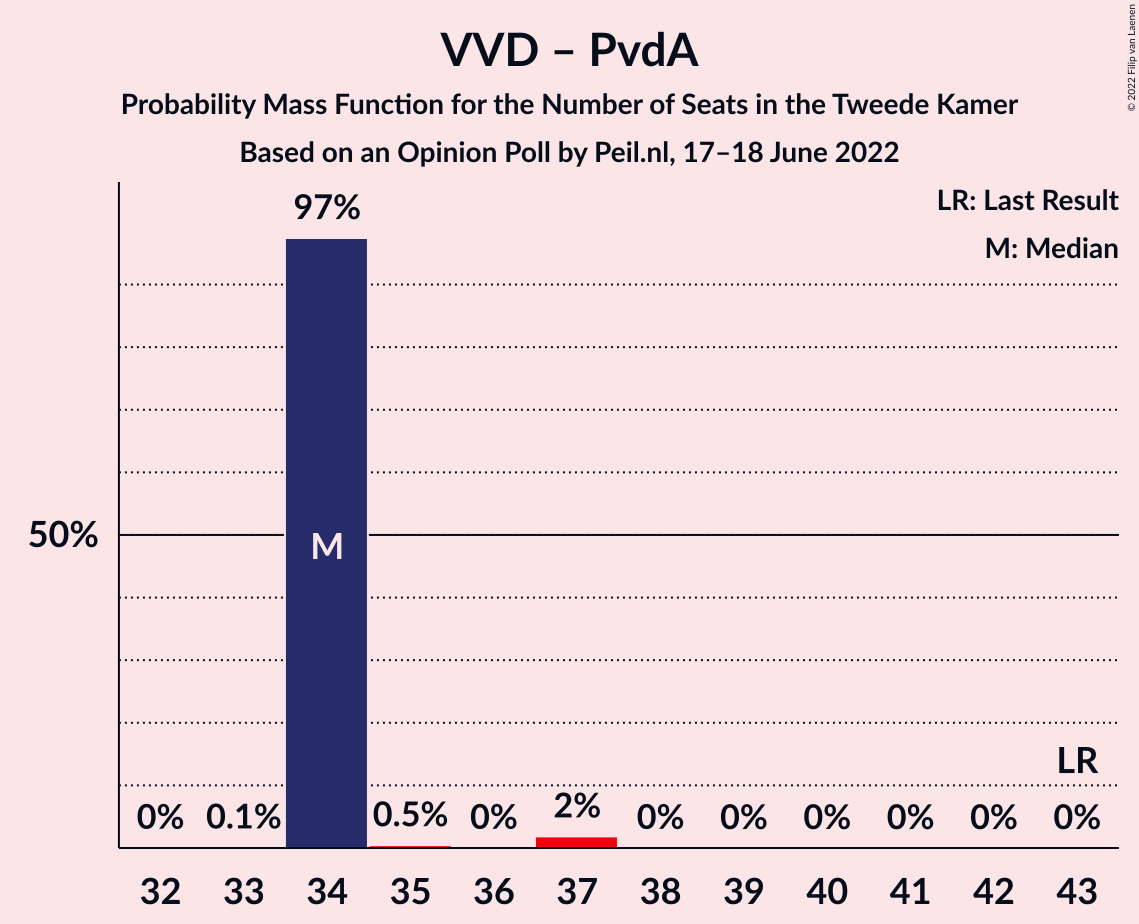 VVD – PvdA
Probability Mass Function for the Number of Seats in the Tweede Kamer
Based on an Opinion Poll by Peil.nl, 17–18 June 2022
© 2022 Filip van Laenen
LR: Last Result
M: Median
97%
50%
M
LR
0% 0.1% 0.5% 0% 2% 0% 0% 0% 0% 0% 0%
32 33 34 35 36 37 38 39 40 41 42 43